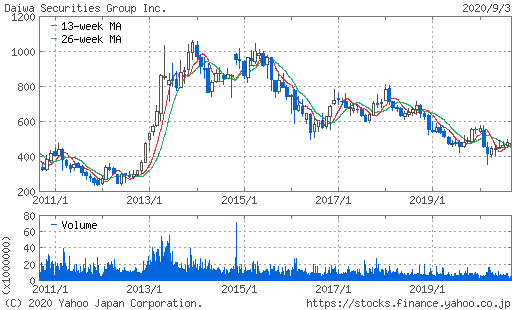 Daiwa Securities Group Inc. 2020/9/3
1200
13-week MA
26-week MA
1000
800
600
400
200
2011/1 2013/1 2015/1 2017/1 2019/1
80
Volume
60
40
20
0
(x1000000)
2011/1 2013/1 2015/1 2017/1 2019/1
(C) 2020 Yahoo Japan Corporation. https://stocks.finance.yahoo.co.jp/